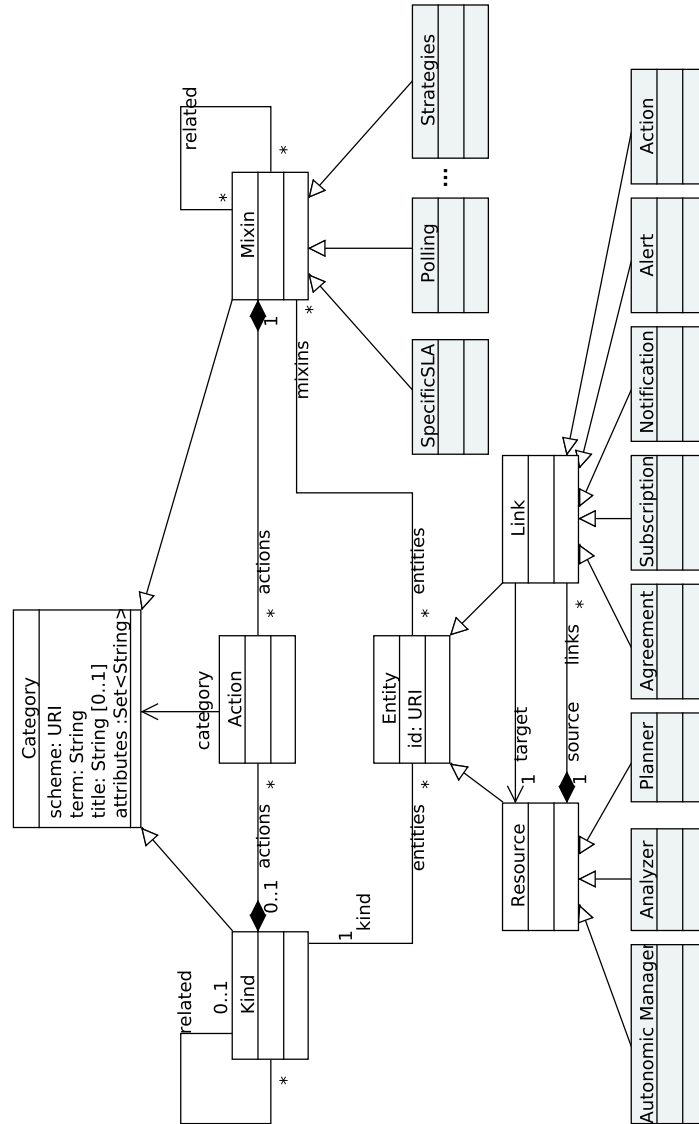 Category
scheme: URI
term: String
title: String [0..1]
attributes :Set<String>
related
0..1
Kind
*
actions
0..1
*
category
Action
actions
*
1
Mixin
related
*
*
1
kind
entities
*
Entity
id: URI
entities
*
mixins
*
SpecificSLA
Polling
...
Strategies
Resource
target
1
source
1
links
*
Link
Autonomic Manager
Analyzer
Planner
Agreement
Subscription
Notification
Alert
Action